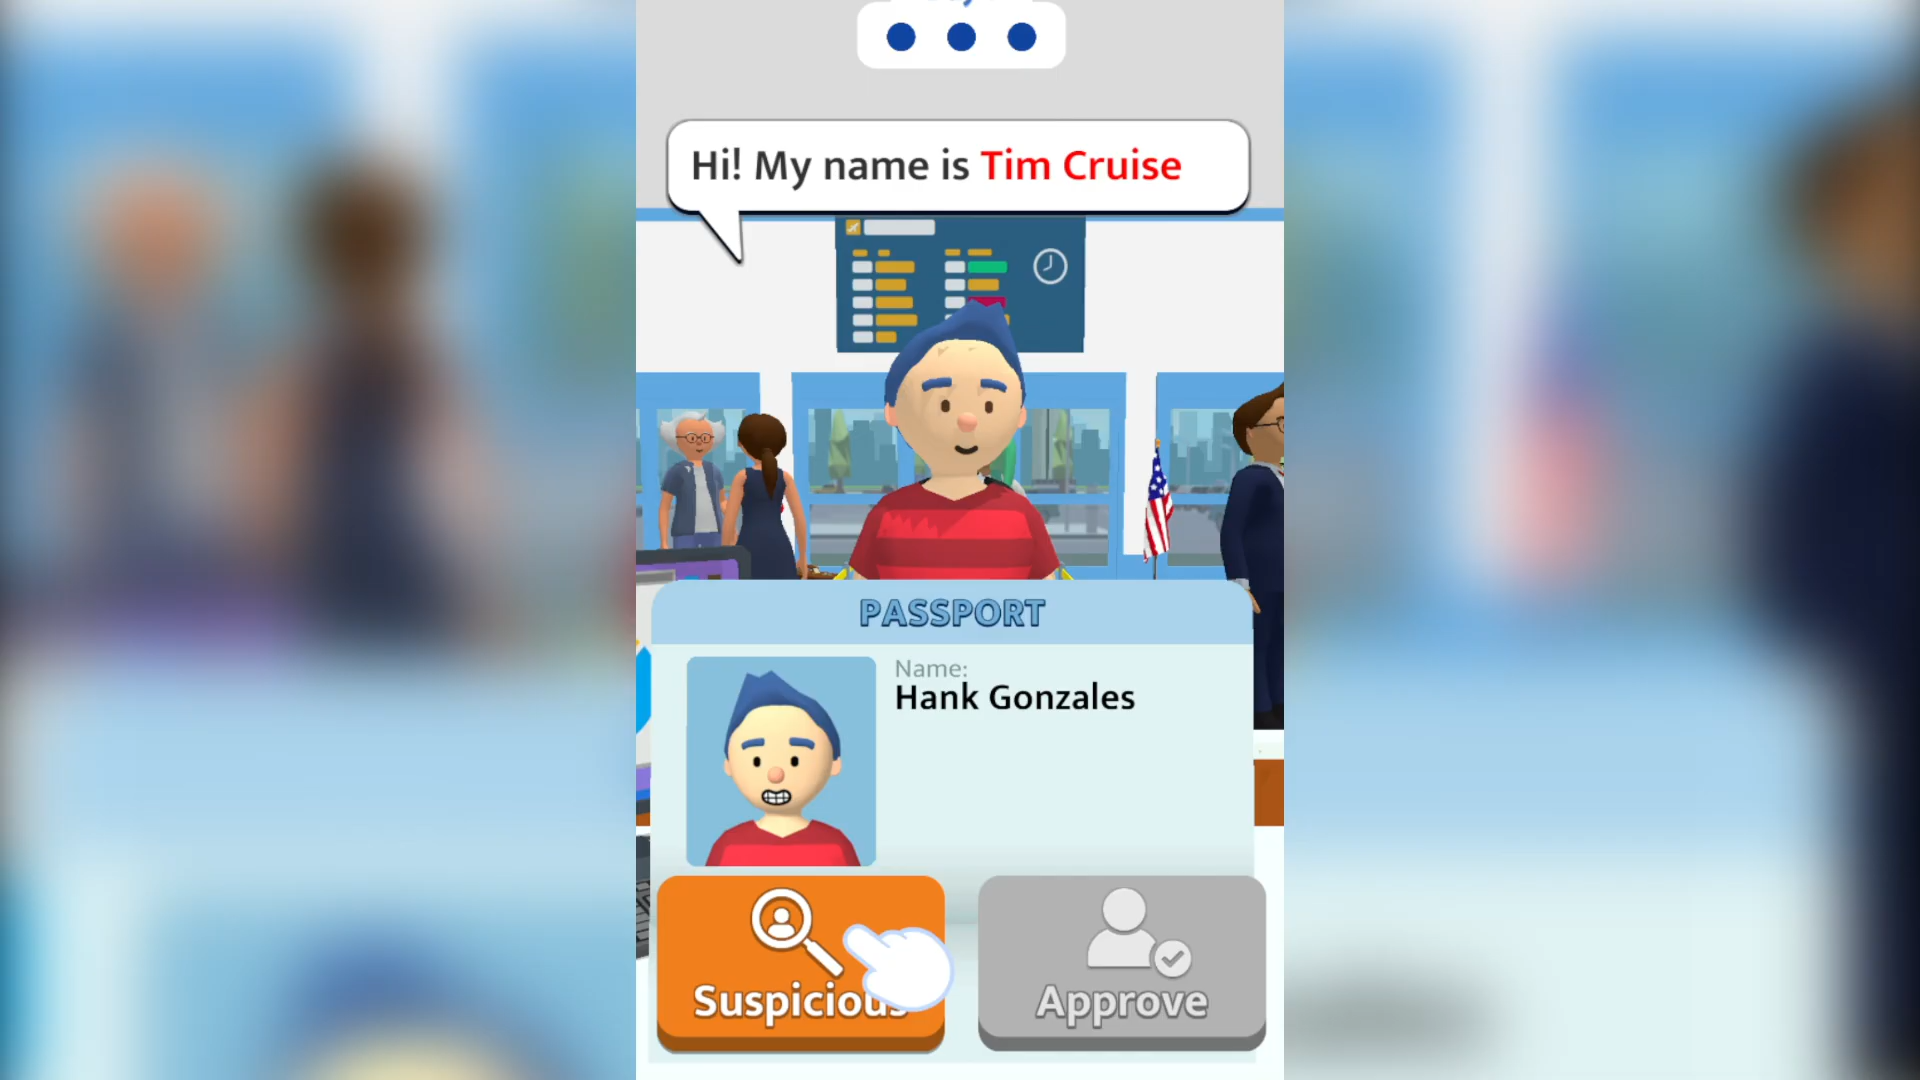 Hi! My name is Tim Cruise
PASSPORT
Name:
Hank Gonzales
Suspicious
Approve